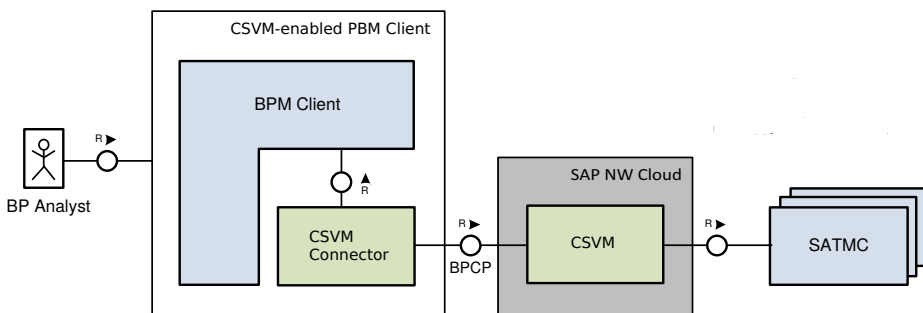 CSVM-enabled PBM Client
BPM Client
R
BP Analyst
R
CSVM
Connector
R
BPCP
SAP NW Cloud
CSVM
R
SATMC